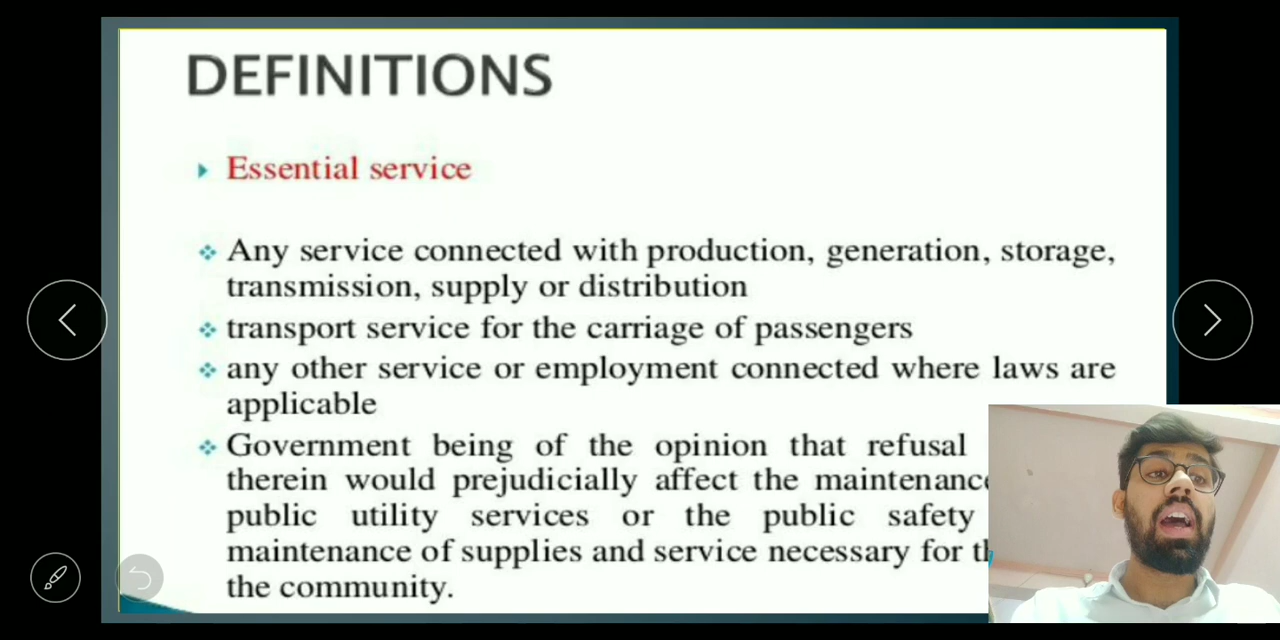 DEFINITIONS
Essential service
Any service connected with production, generation, storage,
transmission, supply or distribution
transport service for the carriage of passengers
any other service or employment connected where laws are
applicable
Government being of the opinion that refusal
therein would prejudicially affect the maintenance
public utility services or the public safety
maintenance of supplies and service necessary for
the community.